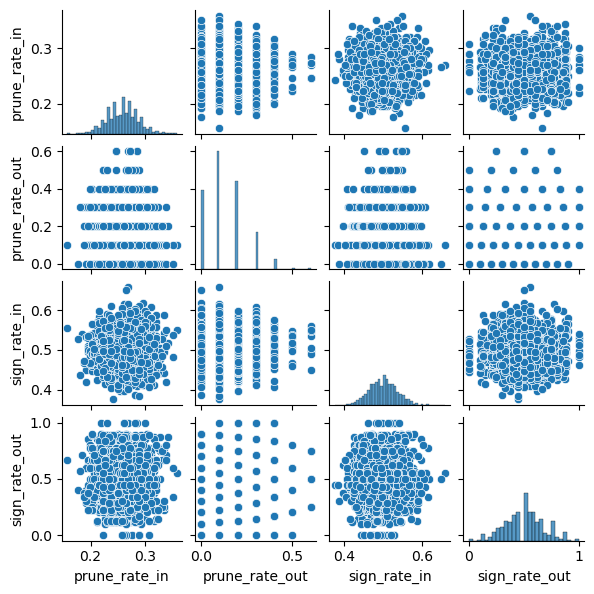 prune_rate_in
0.3
0.2
prune_rate_out
0.6
0.4
0.2
0.0
sign_rate_in
0.6
0.5
0.4
sign_rate_out
1.0
0.5
0.0
0.2 0.3
0.0 0.5
0.4 0.6
0 1
prune_rate_in
prune_rate_out
sign_rate_in
sign_rate_out